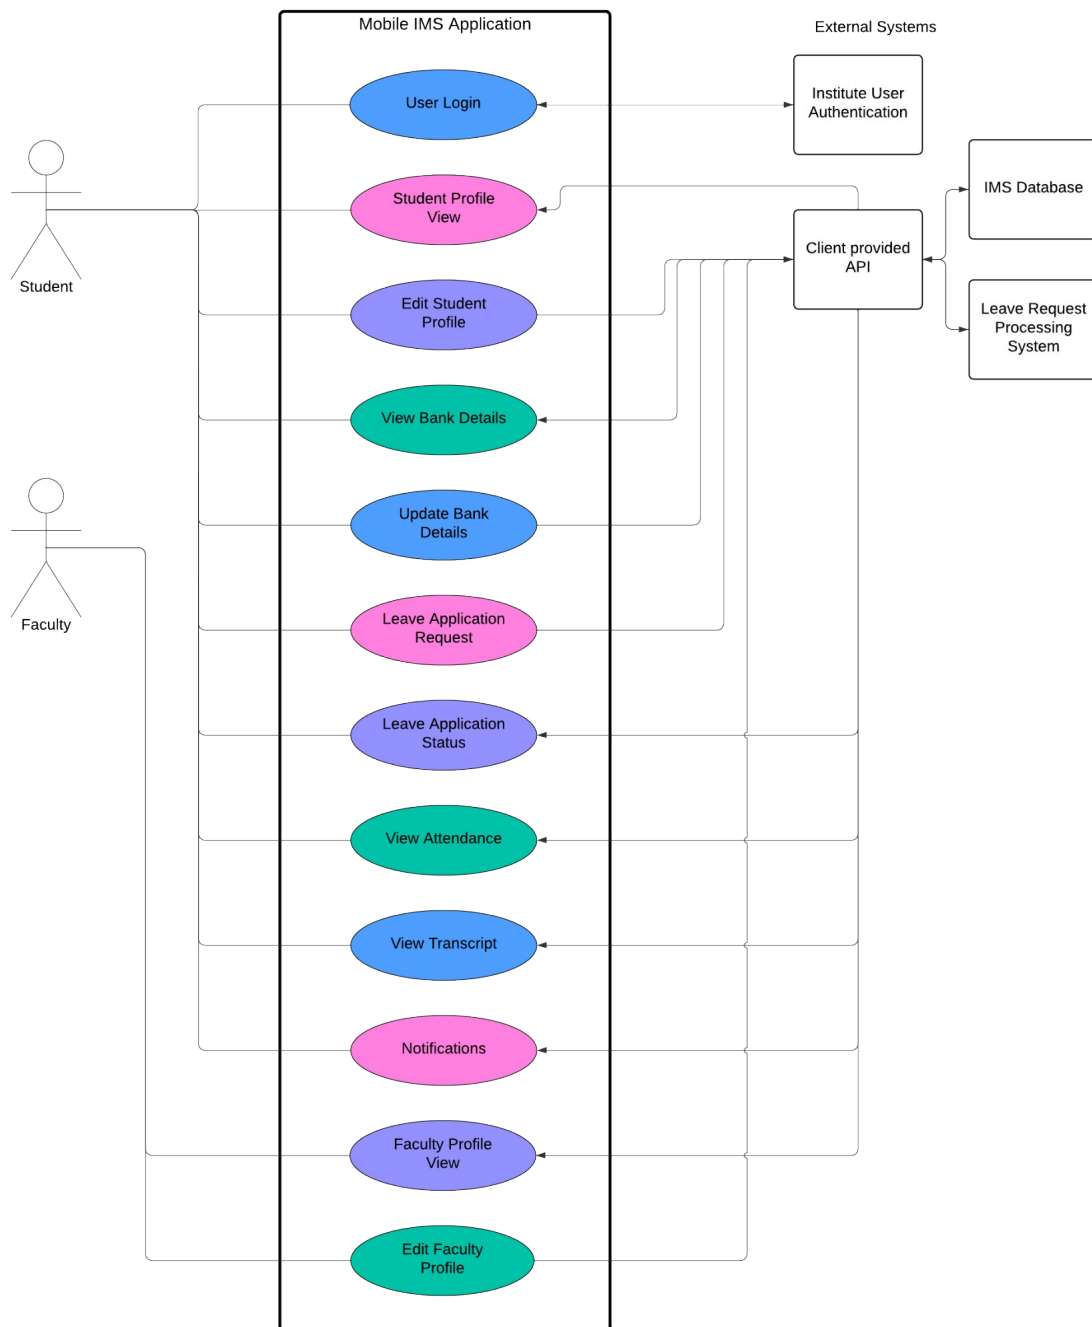 Mobile IMS Application
External Systems
User Login
Institute User
Authentication
IMS Database
Student Profile
View
Client provided
API
Student
Edit Student
Profile
Leave Request
Processing
System
View Bank Details
Update Bank
Details
Faculty
Leave Application
Request
Leave Application
Status
View Attendance
View Transcript
Notifications
Faculty Profile
View
Edit Faculty
Profile